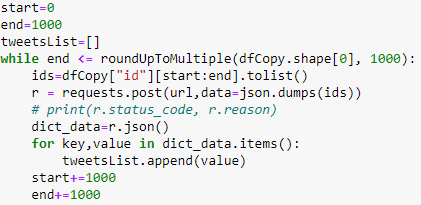 start=0
end=1000
tweetsList=[]
while end <= roundUpToMultiple(dfCopy.shape[0], 1000):
    ids=dfCopy["id"][start:end].tolist()
    r = requests.post(url,data=json.dumps(ids))
    # print(r.status_code, r.reason)
    dict_data=r.json()
    for key,value in dict_data.items():
        tweetsList.append(value)
    start+=1000
    end+=1000